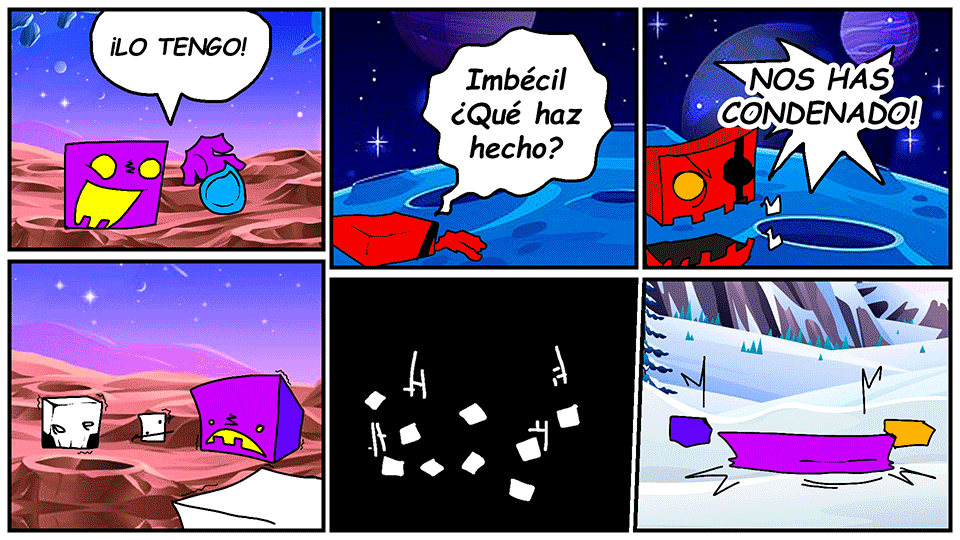 ¡LO TENGO!
Imbécil
¿Qué haz
hecho?
NOS HAS
CONDENADO!